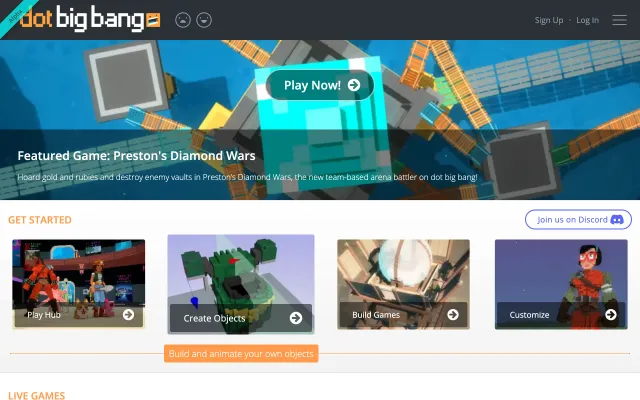 Alpha
dot big bang
Sign Up · Log In
Play Now!
Featured Game: Preston's Diamond Wars
Hoard gold and rubies and destroy enemy vaults in Preston's Diamond Wars, the new team-based arena battler on dot big bang!
GET STARTED
Join us on Discord
Play Hub
Create Objects
Build Games
Customize
Build and animate your own objects
LIVE GAMES